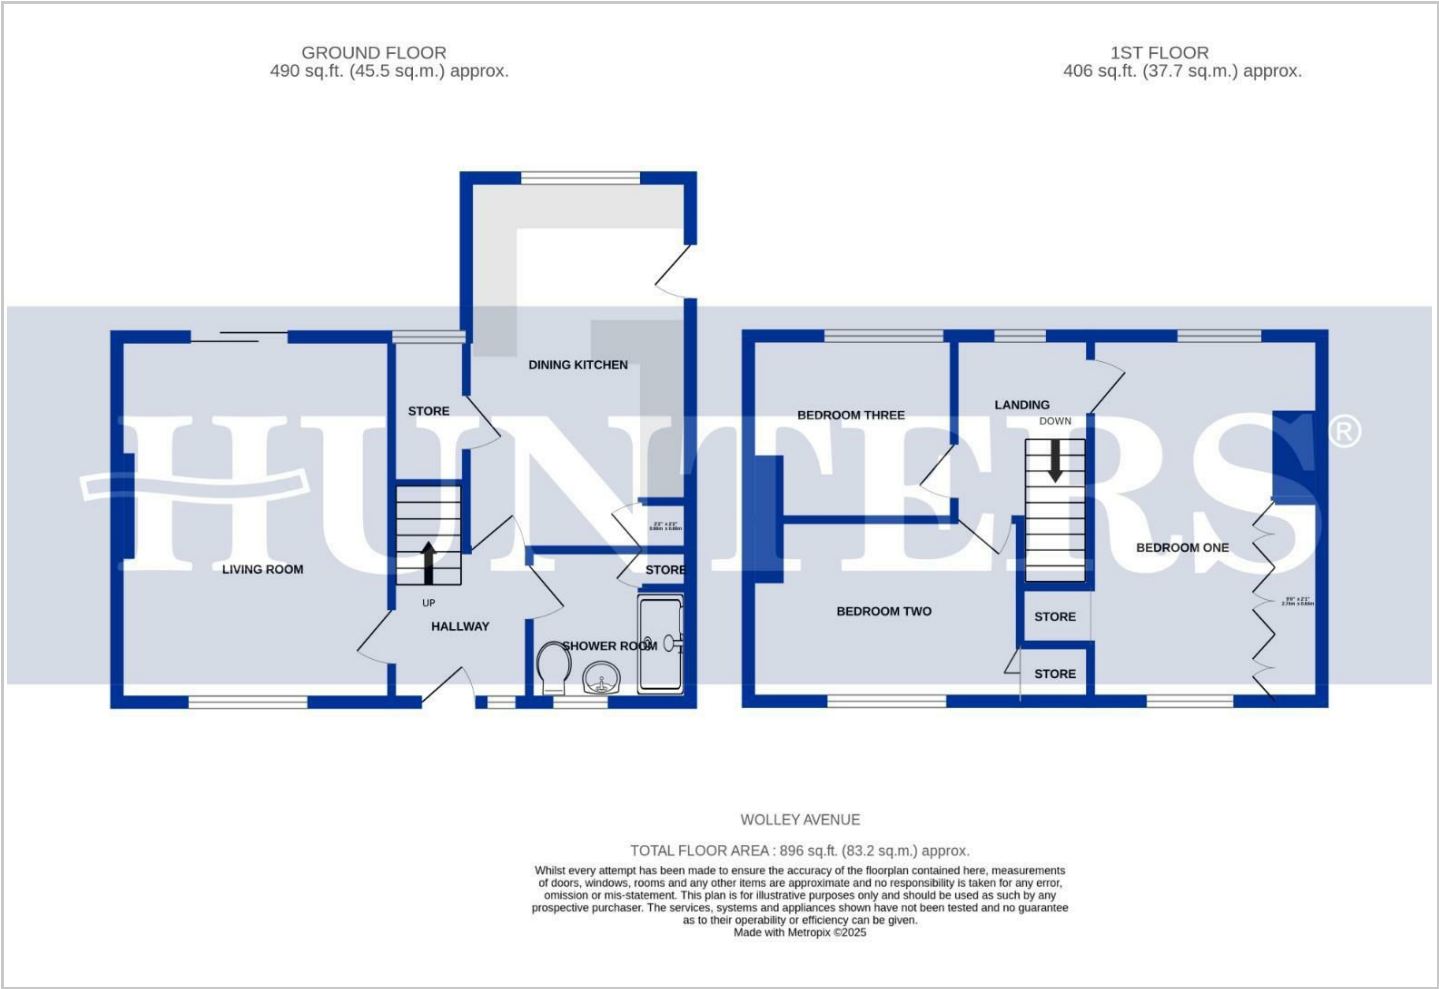 GROUND FLOOR
490 sq.ft. (45.5 sq.m.) approx.
1ST FLOOR
406 sq.ft. (37.7 sq.m.) approx.
DINING KITCHEN
STORE
LIVING ROOM
UP
HALLWAY
STORE
SHOWER ROOM
BEDROOM THREE
LANDING
DOWN
BEDROOM ONE
BEDROOM TWO
STORE
STORE
HUNTERS®
WOLLEY AVENUE
TOTAL FLOOR AREA : 896 sq.ft. (83.2 sq.m.) approx.
Whilst every attempt has been made to ensure the accuracy of the floorplan contained here, measurements
of doors, windows, rooms and any other items are approximate and no responsibility is taken for any error,
omission or mis-statement. This plan is for illustrative purposes only and should be used as such by any
prospective purchaser. The services, systems and appliances shown have not been tested and no guarantee
as to their operability or efficiency can be given.
Made with Metropix ©2025